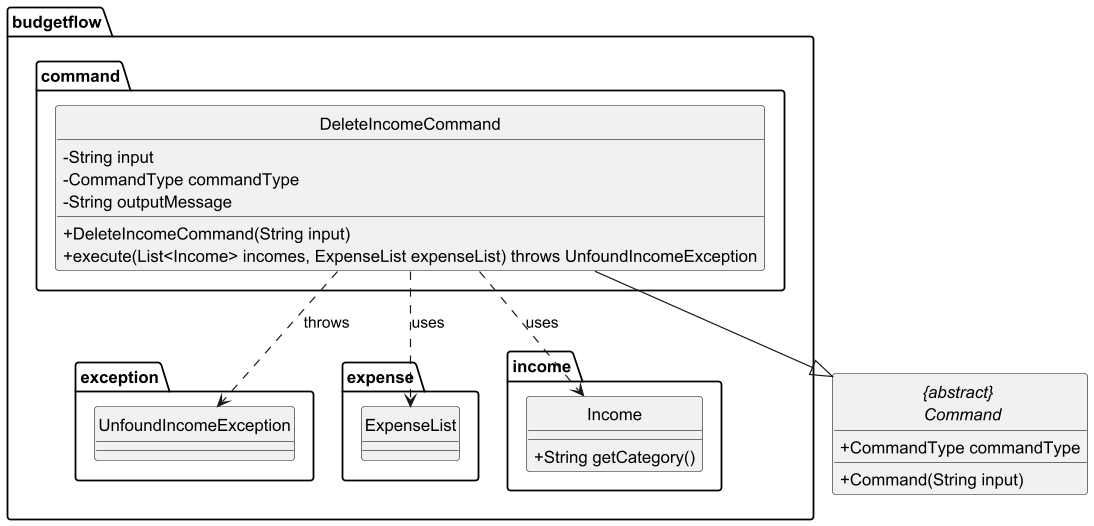 budgetflow
command
DeleteIncomeCommand
-String input
-CommandType commandType
-String outputMessage
+DeleteIncomeCommand(String input)
+execute(List<Income> incomes, ExpenseList expenseList) throws UnfoundIncomeException
throws
uses
uses
exception
UnfoundIncomeException
expense
ExpenseList
income
Income
+String getCategory()
{abstract}
Command
+CommandType commandType
+Command(String input)